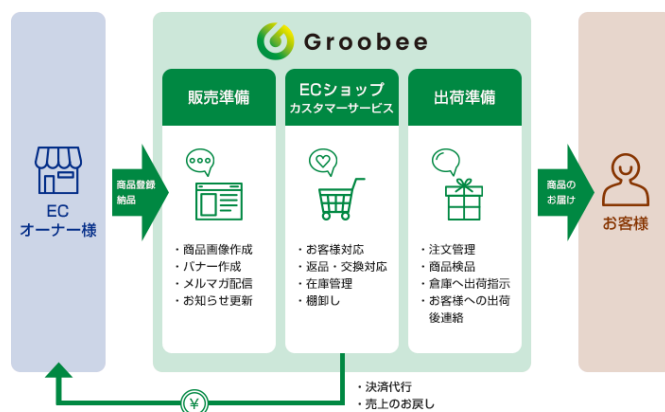 Groobee
販売準備
ECショップ
カスタマーサービス
出荷準備
EC
オーナー様
商品登録
納品
・商品画像作成
・バナー作成
・メルマガ配信
・お知らせ更新
・お客様対応
・返品・交換対応
・在庫管理
・棚卸し
・注文管理
・商品検品
・倉庫へ出荷指示
・お客様への出荷
後連絡
商品の
お届け
お客様
¥
・決済代行
・売上のお戻し